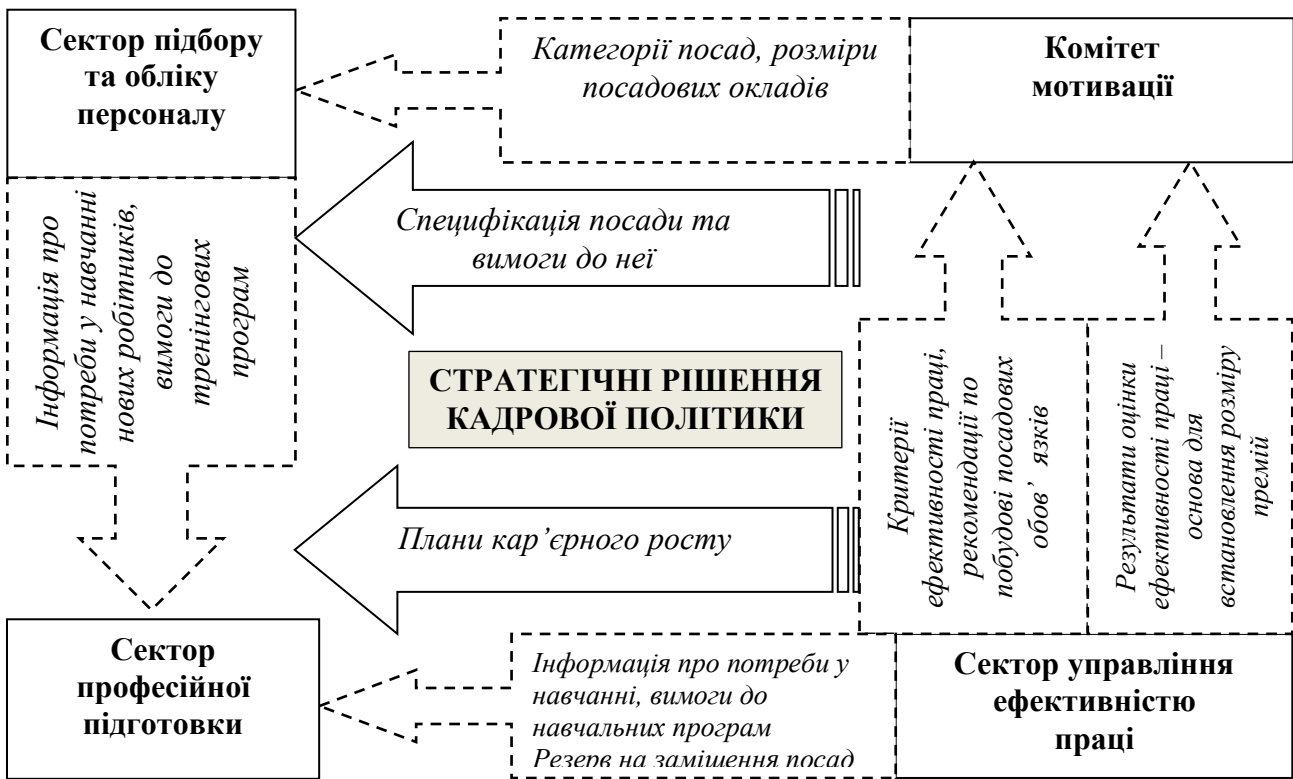 Сектор підбору
та обліку
персоналу
Категорії посад, розміри
посадових окладів
Комітет
мотивації
Інформація про
потреби у навчанні
нових робітників,
вимоги до
тренінгових
програм
Специфікація посади та
вимоги до неї
СТРАТЕГІЧНІ РІШЕННЯ
КАДРОВОЇ ПОЛІТИКИ
Плани кар’єрного росту
Критерії
ефективності праці,
рекомендації по
побудові посадових
обов’ язків
Результати оцінки
ефективності праці –
основа для
встановлення розміру
премій
Сектор
професійної
підготовки
Інформація про потреби у
навчанні, вимоги до
навчальних програм
Резерв на заміщення посад
Сектор управління
ефективністю
праці